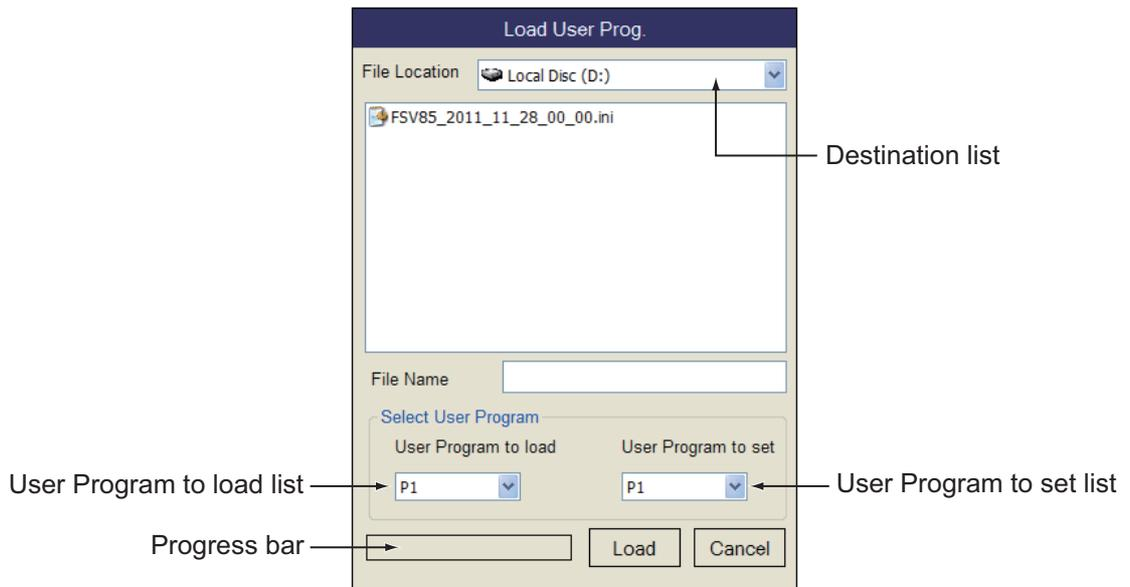 Load User Prog.
File Location
Local Disc (D:)
FSV85_2011_11_28_00_00.ini
Destination list
File Name
Select User Program
User Program to load
User Program to set
User Program to load list
P1
P1
User Program to set list
Progress bar
Load
Cancel